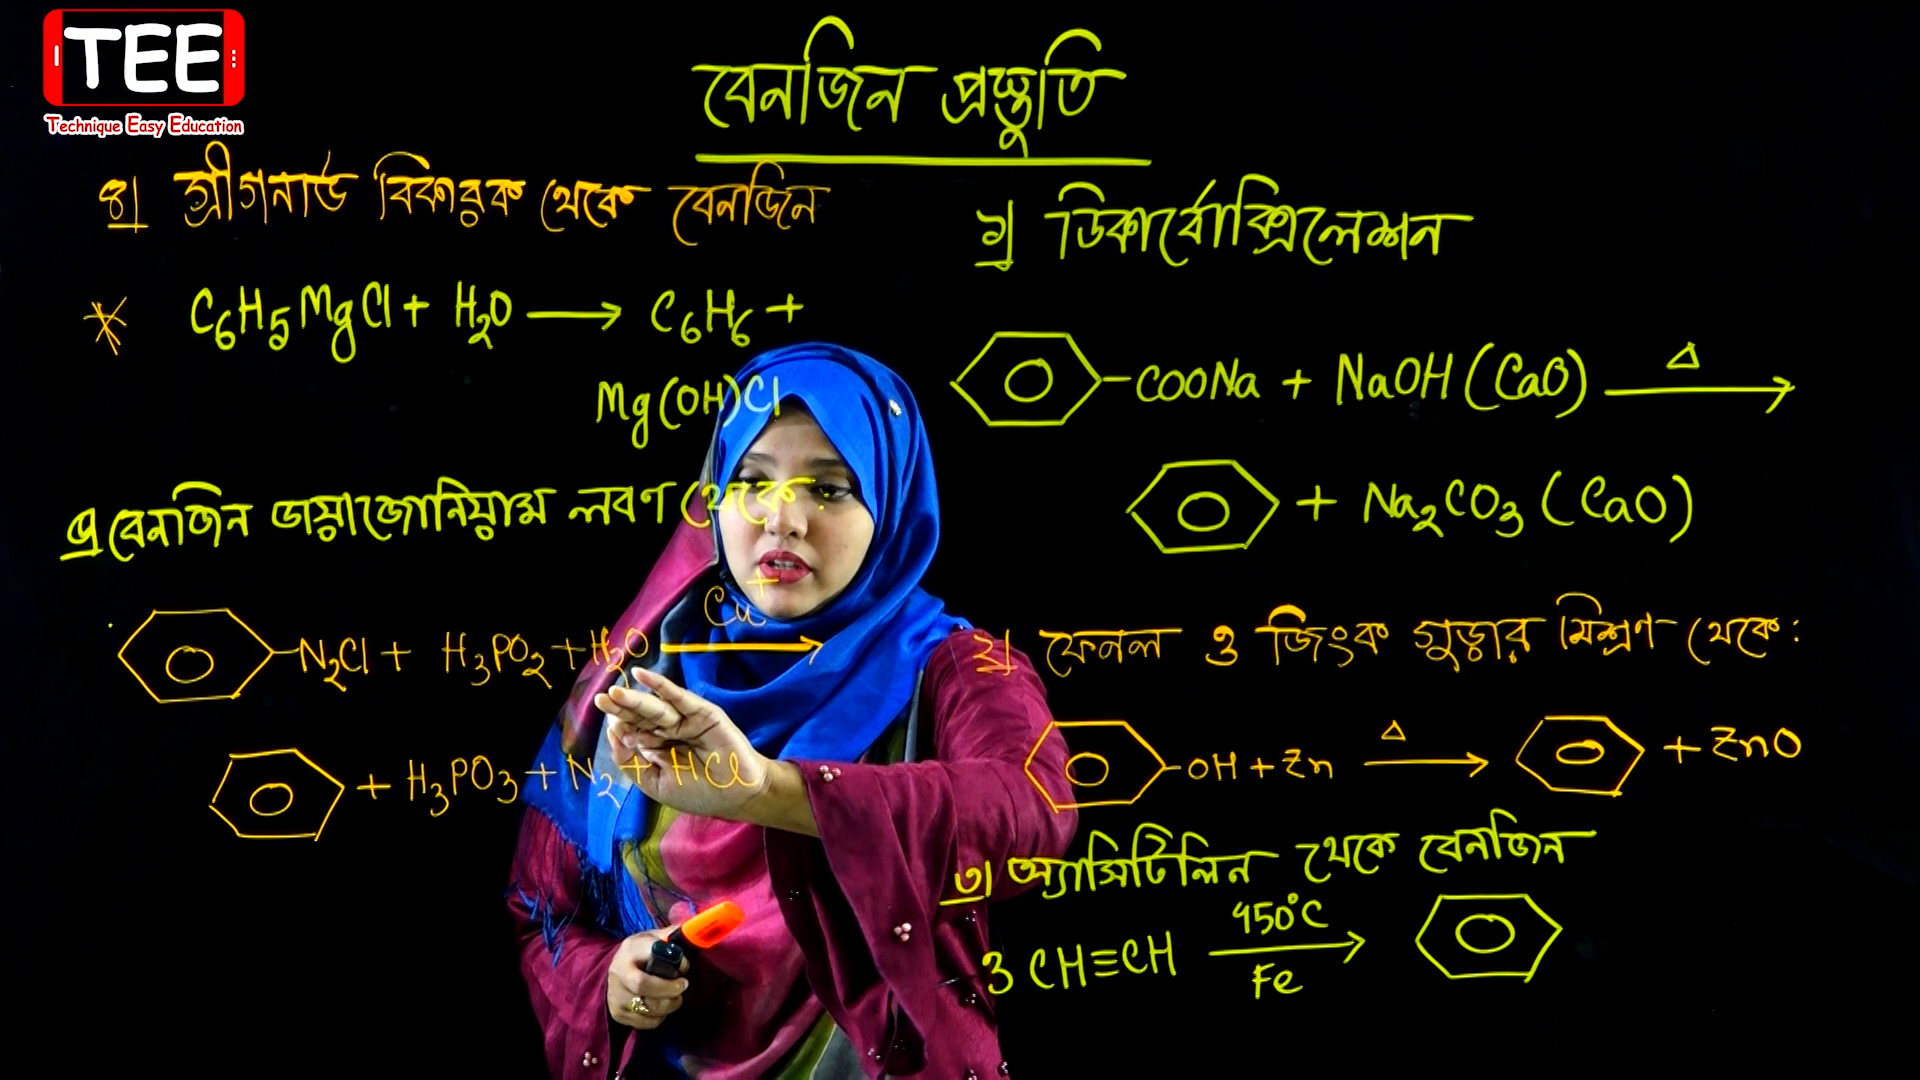 TEE
Technique Easy Education
বেনজিন প্রস্তুতি
৪। গ্রীগনার্ড বিকারক থেকে বেনজিন
C₆H₅MgCl + H₂O ⟶ C₆H₆ +
Mg(OH)Cl
৫। বেনজিন ডায়াজোনিয়াম লবণ থেকে:
N₂Cl + H₃PO₂ + H₂O Cu⁺ ⟶
+ H₃PO₃ + N₂ + HCl
১) ডিকার্বোক্সিলেশন
–COONa + NaOH (CaO) Δ ⟶
+ Na₂CO₃ (CaO)
২) ফেনল ও জিংক গুড়ার মিশ্রণ থেকে:
–OH + Zn Δ ⟶ + ZnO
৩। অ্যাসিটিলিন থেকে বেনজিন
450°C
3 CH≡CH ⟶
Fe